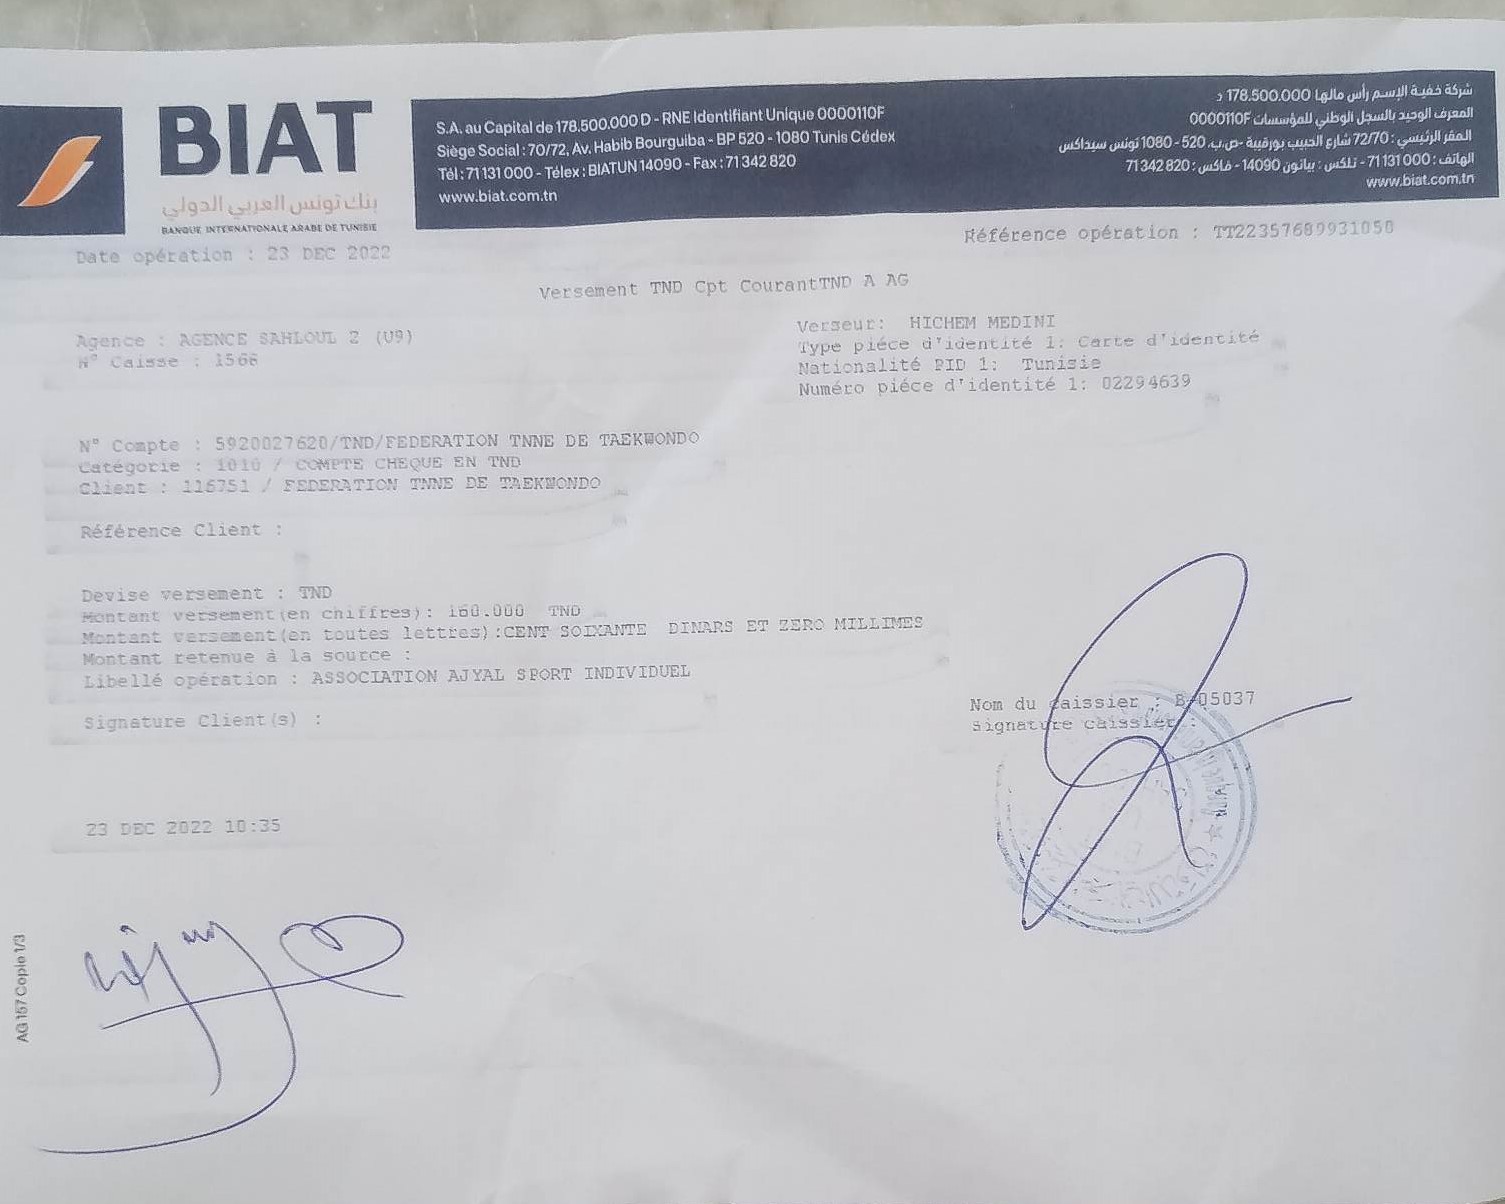 BIAT
بنك تونس العربي الدولي
BANQUE INTERNATIONALE ARABE DE TUNISIE
S.A. au Capital de 178.500.000 D - RNE Identifiant Unique 0000110F
Siège Social : 70/72, Av. Habib Bourguiba - BP 520 - 1080 Tunis Cédex
Tél : 71 131 000 - Télex : BIATUN 14090 - Fax : 71 342 820
www.biat.com.tn
شركة خفية الإسم رأس مالها 178.500.000 د
المعرف الوحيد بالسجل الوطني للمؤسسات 0000110F
المقر الرئيسي : 72/70 شارع الحبيب بورقيبة -ص.ب. 520 - 1080 تونس سيداكس
الهاتف : 71 131 000 - تلكس : بياتون 14090 - فاكس : 71 342 820
www.biat.com.tn
Date opération : 23 DEC 2022
Référence opération : TT22357689931050
Versement TND Cpt CourantTND A AG
Agence : AGENCE SAHLOUL 2 (U9)
N° Caisse : 1566
Verseur: HICHEM MEDINI
Type piéce d'identité 1: Carte d'identité
Nationalité PID 1: Tunisie
Numéro piéce d'identité 1: 02294639
N° Compte : 5920027620/TND/FEDERATION TNNE DE TAEKWONDO
Catégorie : 1010 / COMPTE CHEQUE EN TND
Client : 116751 / FEDERATION TNNE DE TAEKWONDO
Référence Client :
Devise versement : TND
Montant versement(en chiffres): 160.000 TND
Montant versement(en toutes lettres):CENT SOIXANTE DINARS ET ZERO MILLIMES
Montant retenue à la source :
Libellé opération : ASSOCIATION AJYAL SPORT INDIVIDUEL
Signature Client(s) :
Nom du caissier : B-Q5037
Signature caissier :
23 DEC 2022 10:35
AG 157 Copie 1/3